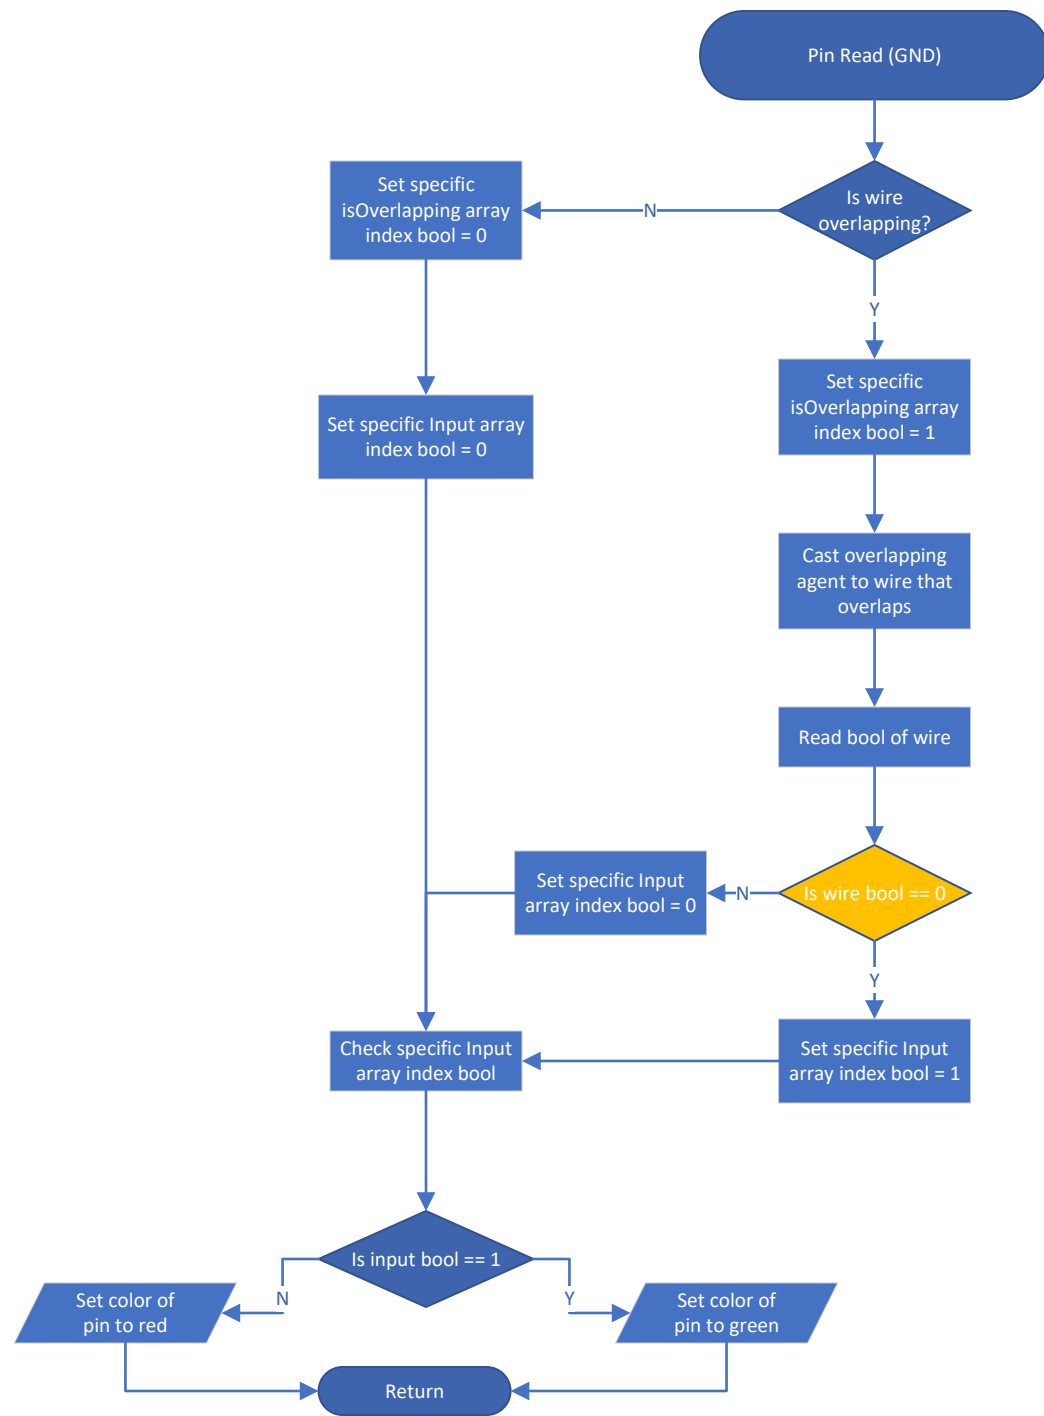 Pin Read (GND)
Is wire
overlapping?
N
Set specific
isOverlapping array
index bool = 0
Y
Set specific
isOverlapping array
index bool = 1
Set specific Input array
index bool = 0
Cast overlapping
agent to wire that
overlaps
Read bool of wire
Is wire bool == 0
N
Set specific Input
array index bool = 0
Y
Set specific Input
array index bool = 1
Check specific Input
array index bool
Is input bool == 1
N
Y
Set color of
pin to red
Set color of
pin to green
Return